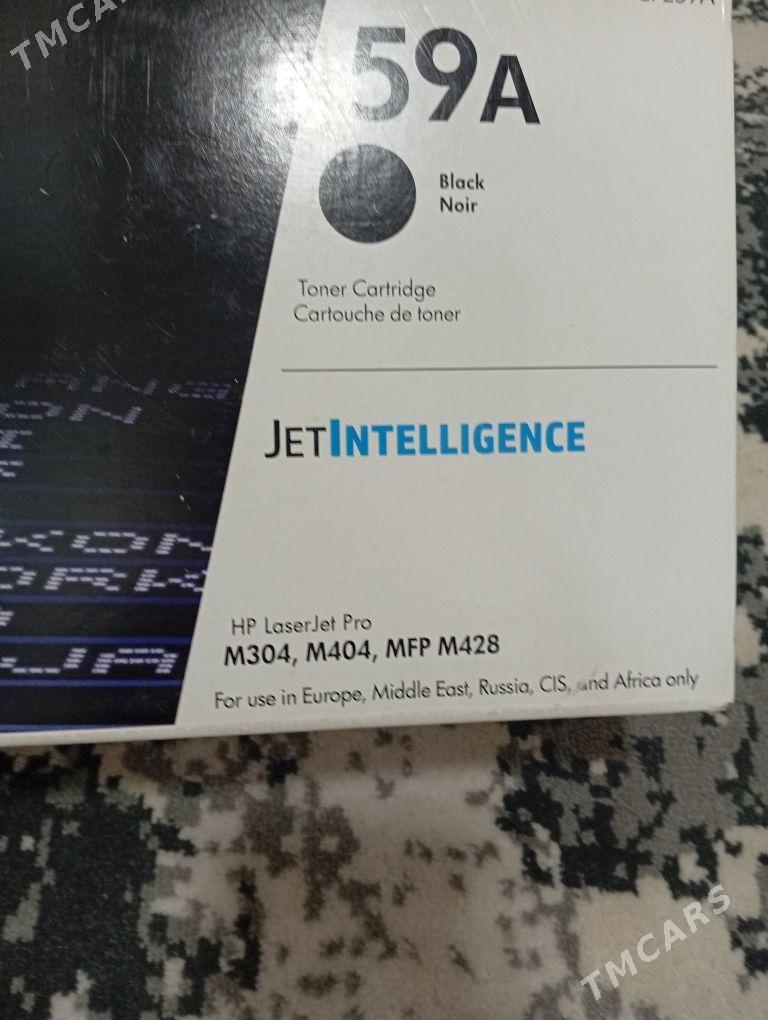 TMCARS
59A
Black
Noir
Toner Cartridge
Cartouche de toner
JETINTELLIGENCE
HP LaserJet Pro
M304, M404, MFP M428
For use in Europe, Middle East, Russia, CIS, and Africa only
TMCARS